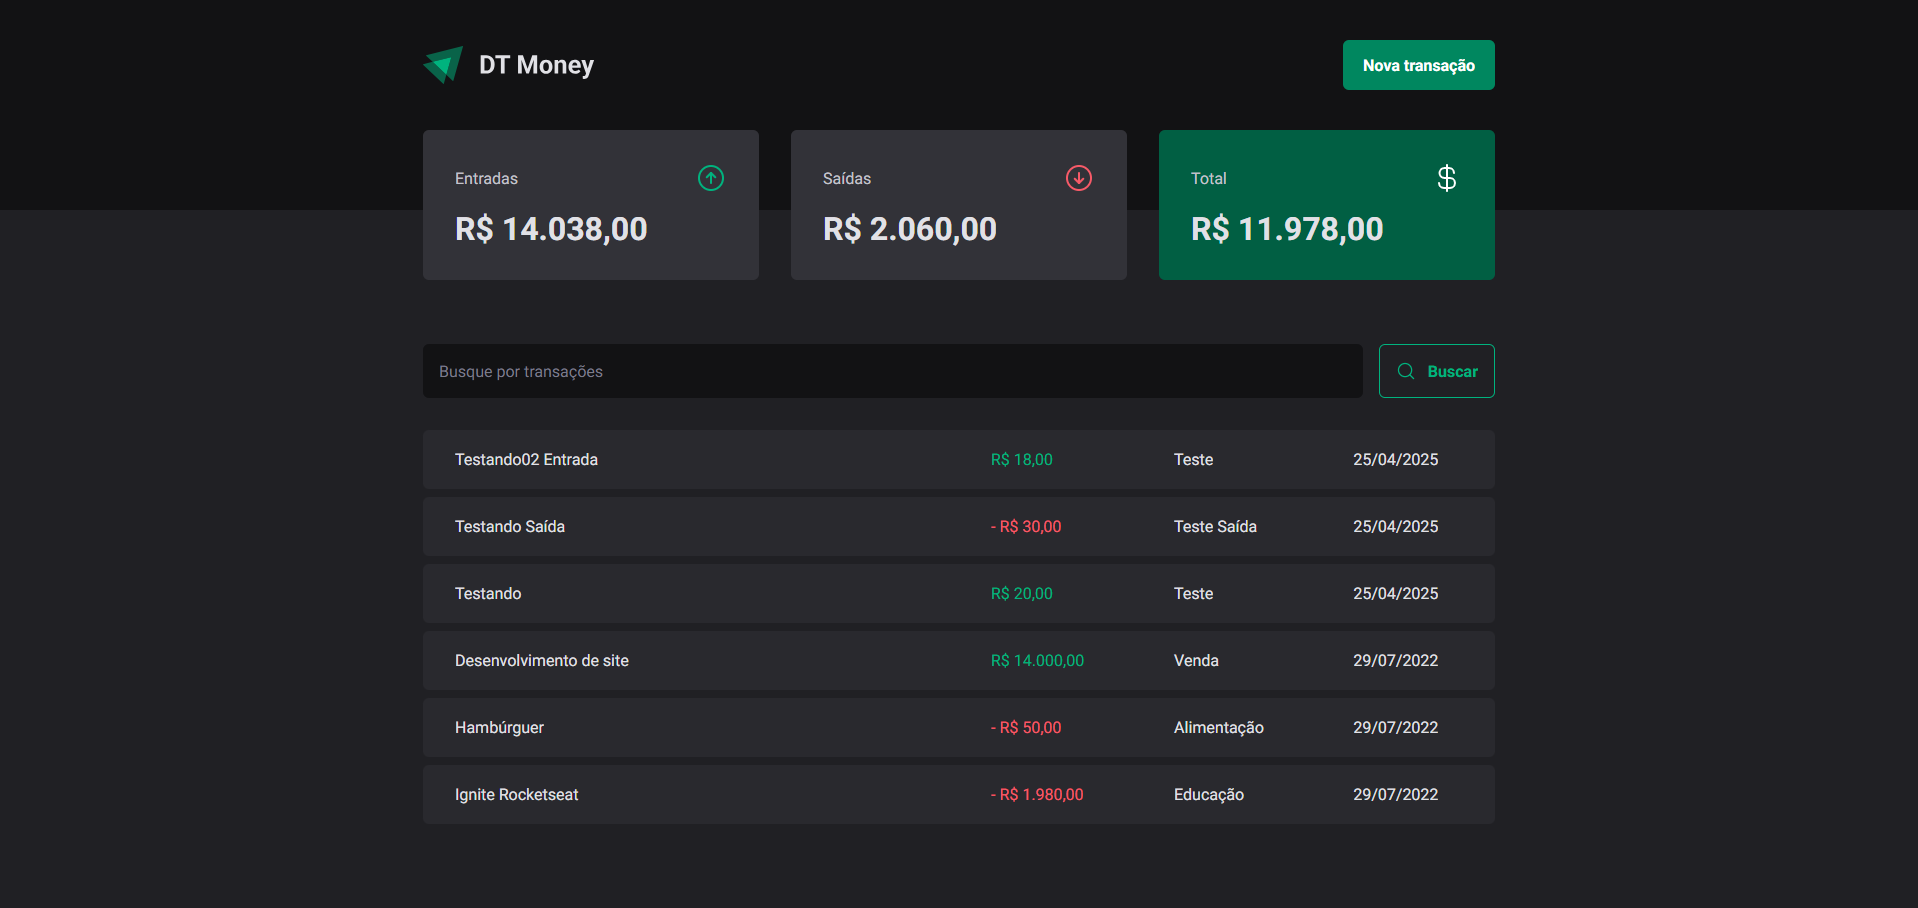 DT Money
Nova transação
Entradas
R$ 14.038,00
Saídas
R$ 2.060,00
Total
R$ 11.978,00
Busque por transações
Buscar
Testando02 Entrada R$ 18,00 Teste 25/04/2025
Testando Saída - R$ 30,00 Teste Saída 25/04/2025
Testando R$ 20,00 Teste 25/04/2025
Desenvolvimento de site R$ 14.000,00 Venda 29/07/2022
Hambúrguer - R$ 50,00 Alimentação 29/07/2022
Ignite Rocketseat - R$ 1.980,00 Educação 29/07/2022